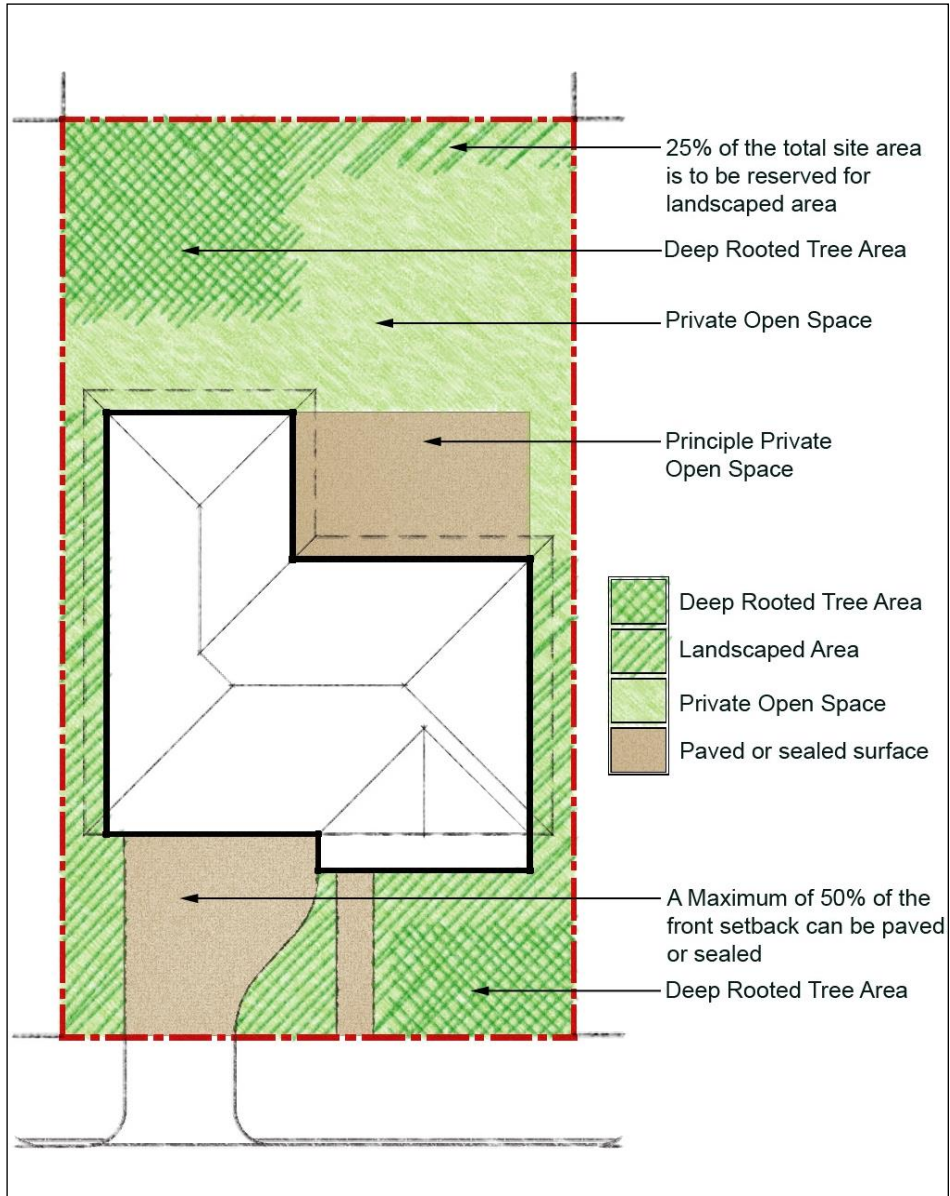 25% of the total site area
is to be reserved for
landscaped area
Deep Rooted Tree Area
Private Open Space
Principle Private
Open Space
Deep Rooted Tree Area
Landscaped Area
Private Open Space
Paved or sealed surface
A Maximum of 50% of the
front setback can be paved
or sealed
Deep Rooted Tree Area